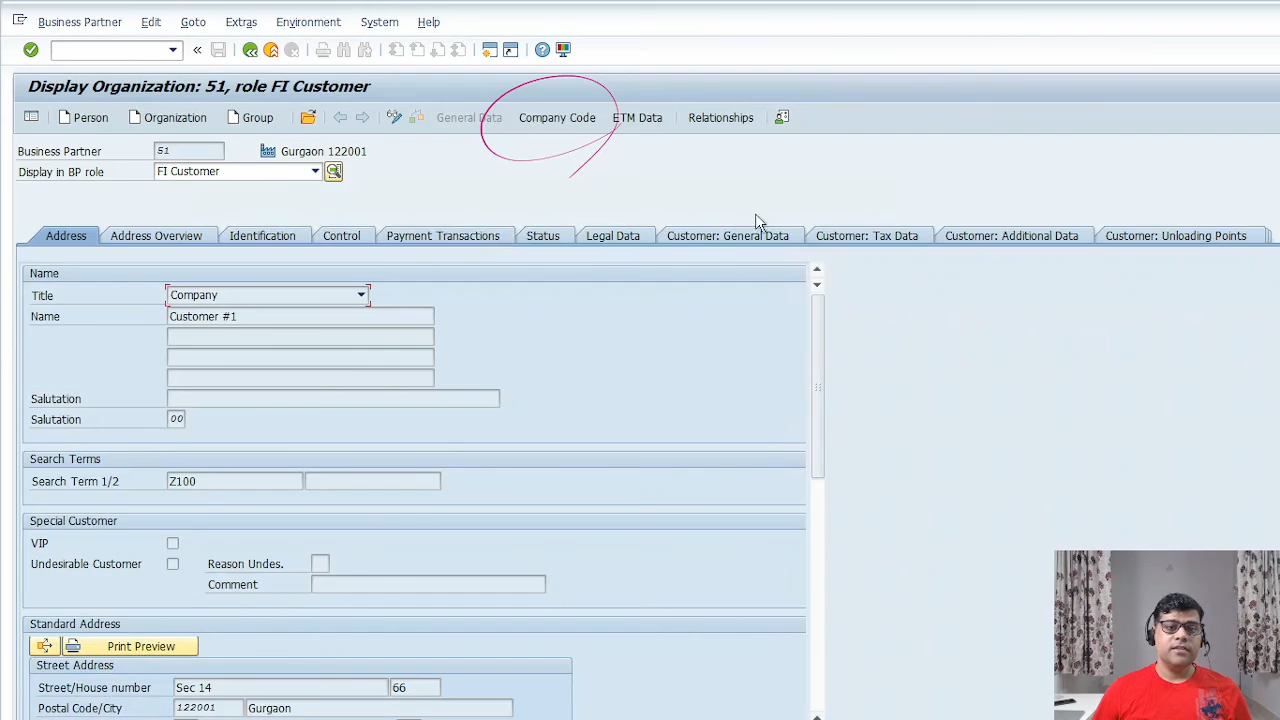 Business Partner Edit Goto Extras Environment System Help
Display Organization: 51, role FI Customer
Person Organization Group General Data Company Code ETM Data Relationships
Business Partner 51 Gurgaon 122001
Display in BP role FI Customer
Address Address Overview Identification Control Payment Transactions Status Legal Data Customer: General Data Customer: Tax Data Customer: Additional Data Customer: Unloading Points
Name
Title Company
Name Customer #1
Salutation
Salutation 00
Search Terms
Search Term 1/2 Z100
Special Customer
VIP
Undesirable Customer Reason Undes.
Comment
Standard Address
Print Preview
Street Address
Street/House number Sec 14 66
Postal Code/City 122001 Gurgaon